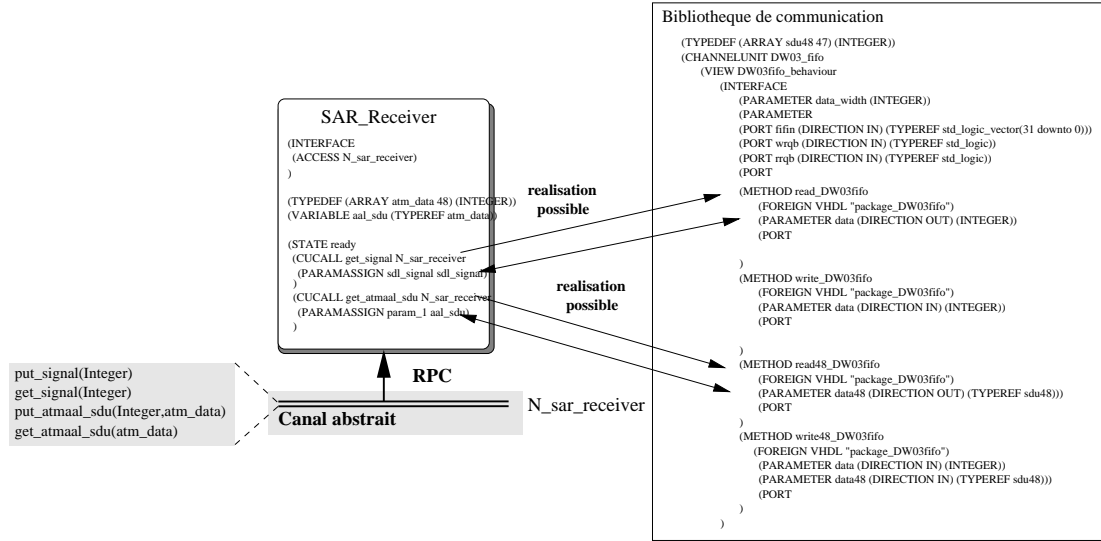 SAR_Receiver
(INTERFACE
(ACCESS N_sar_receiver)
)
(TYPEDEF (ARRAY atm_data 48) (INTEGER))
(VARIABLE aal_sdu (TYPEREF atm_data))
(STATE ready
(CUCALL get_signal N_sar_receiver
(PARAMASSIGN sdl_signal sdl_signal)
)
(CUCALL get_atmaal_sdu N_sar_receiver
(PARAMASSIGN param_1 aal_sdu)
)
RPC
put_signal(Integer)
get_signal(Integer)
put_atmaal_sdu(Integer,atm_data)
get_atmaal_sdu(atm_data)
Canal abstrait
N_sar_receiver
realisation
possible
realisation
possible
Bibliotheque de communication
(TYPEDEF (ARRAY sdu48 47) (INTEGER))
(CHANNELUNIT DW03_fifo
(VIEW DW03fifo_behaviour
(INTERFACE
(PARAMETER data_width (INTEGER))
(PARAMETER
(PORT fifin (DIRECTION IN) (TYPEREF std_logic_vector(31 downto 0)))
(PORT wrqb (DIRECTION IN) (TYPEREF std_logic))
(PORT rrqb (DIRECTION IN) (TYPEREF std_logic))
(PORT
(METHOD read_DW03fifo
(FOREIGN VHDL "package_DW03fifo")
(PARAMETER data (DIRECTION OUT) (INTEGER))
(PORT
)
(METHOD write_DW03fifo
(FOREIGN VHDL "package_DW03fifo")
(PARAMETER data (DIRECTION IN) (INTEGER))
(PORT
)
(METHOD read48_DW03fifo
(FOREIGN VHDL "package_DW03fifo")
(PARAMETER data48 (DIRECTION OUT) (TYPEREF sdu48)))
(PORT
)
(METHOD write48_DW03fifo
(FOREIGN VHDL "package_DW03fifo")
(PARAMETER data (DIRECTION IN) (INTEGER))
(PARAMETER data48 (DIRECTION IN) (TYPEREF sdu48)))
(PORT
)
)